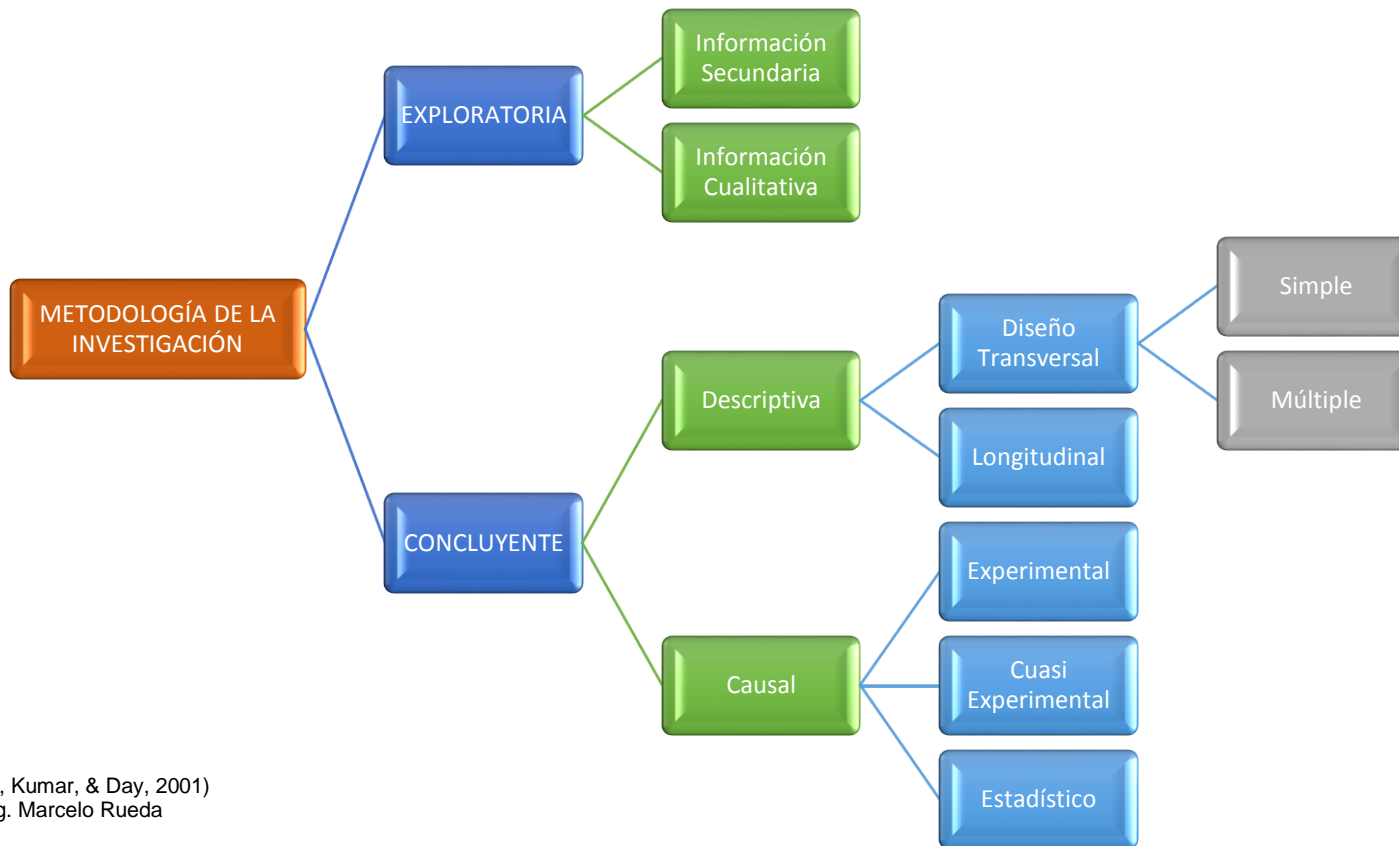 METODOLOGÍA DE LA
INVESTIGACIÓN
EXPLORATORIA
Información
Secundaria
Información
Cualitativa
CONCLUYENTE
Descriptiva
Diseño
Transversal
Simple
Múltiple
Longitudinal
Causal
Experimental
Cuasi
Experimental
Estadístico
, Kumar, & Day, 2001)
. Marcelo Rueda